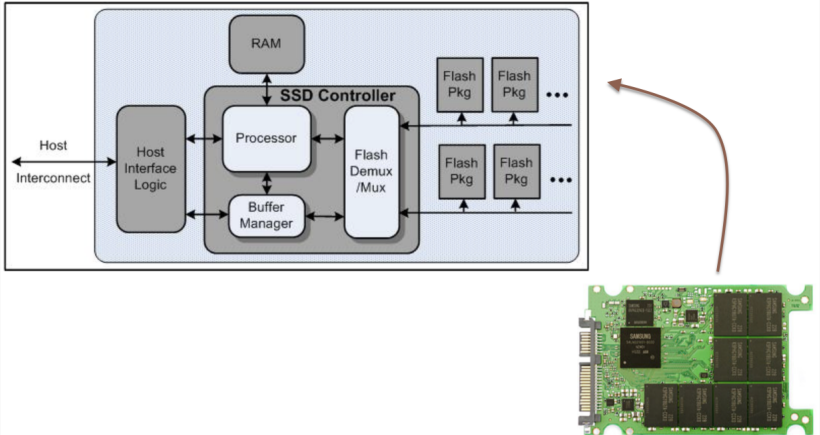 RAM
SSD Controller
Flash
Pkg
Flash
Pkg
•••
Host
Interconnect
Host
Interface
Logic
Processor
Flash
Demux
/Mux
Buffer
Manager
Flash
Pkg
Flash
Pkg
•••
SAMSUNG